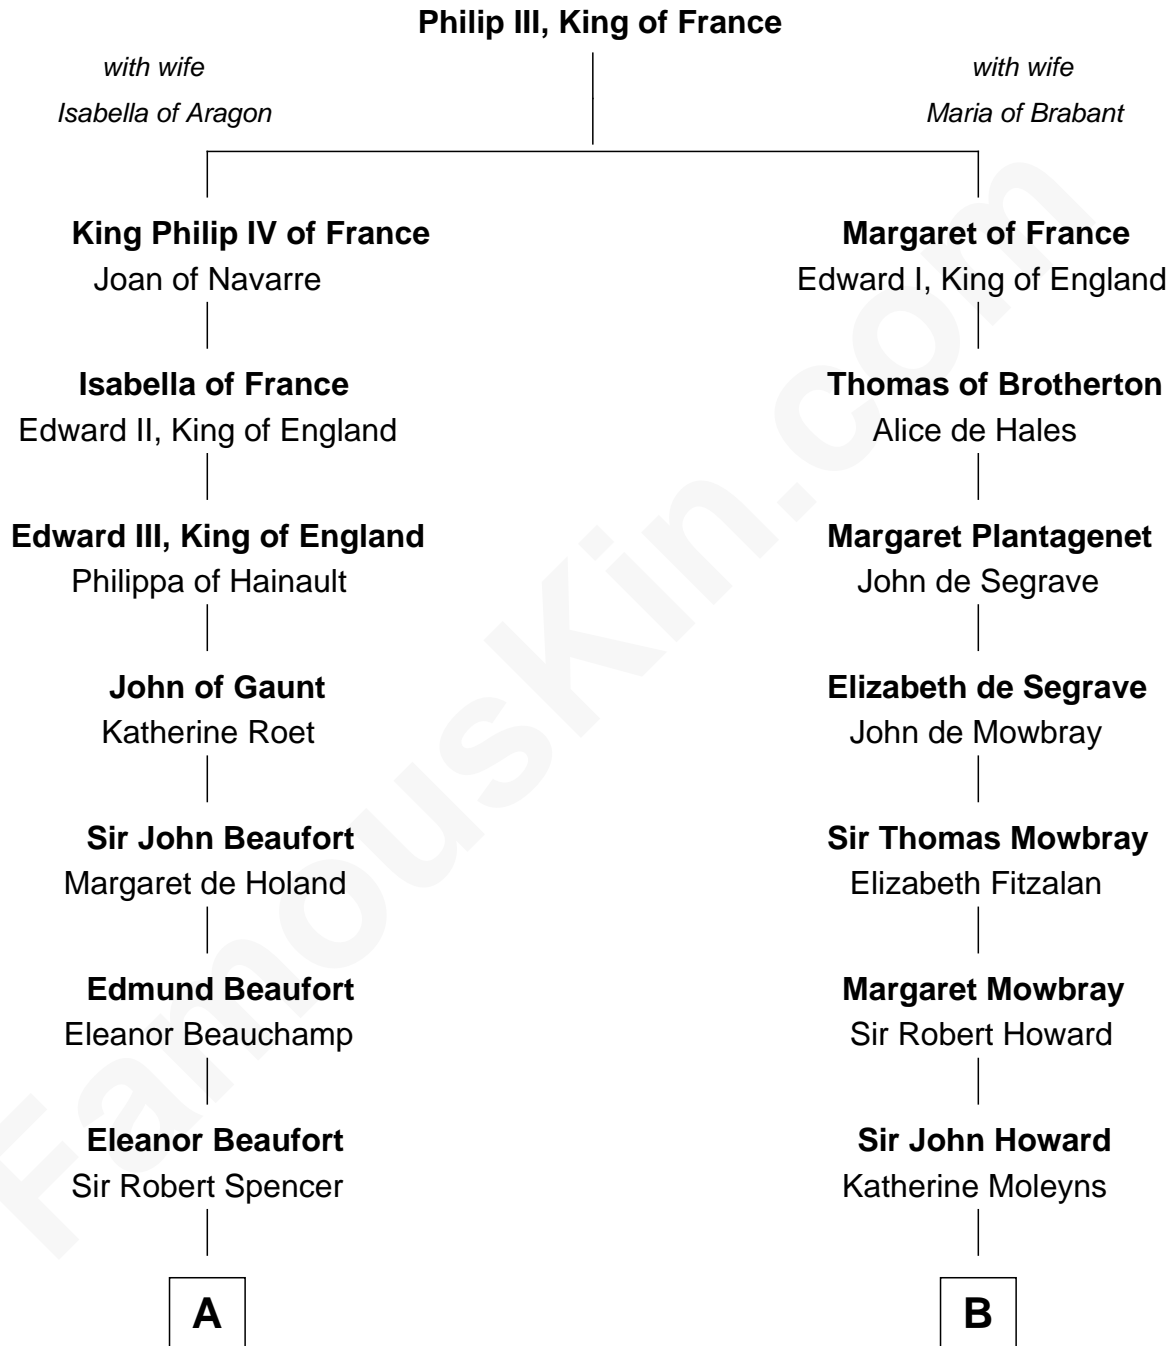 Philip III, King of France
with wife
Isabella of Aragon
with wife
Maria of Brabant
King Philip IV of France
Joan of Navarre
Isabella of France
Edward II, King of England
Edward III, King of England
Philippa of Hainault
John of Gaunt
Katherine Roet
Sir John Beaufort
Margaret de Holand
Edmund Beaufort
Eleanor Beauchamp
Eleanor Beaufort
Sir Robert Spencer
A
Margaret of France
Edward I, King of England
Thomas of Brotherton
Alice de Hales
Margaret Plantagenet
John de Segrave
Elizabeth de Segrave
John de Mowbray
Sir Thomas Mowbray
Elizabeth Fitzalan
Margaret Mowbray
Sir Robert Howard
Sir John Howard
Katherine Moleyns
B
FamousKin.com